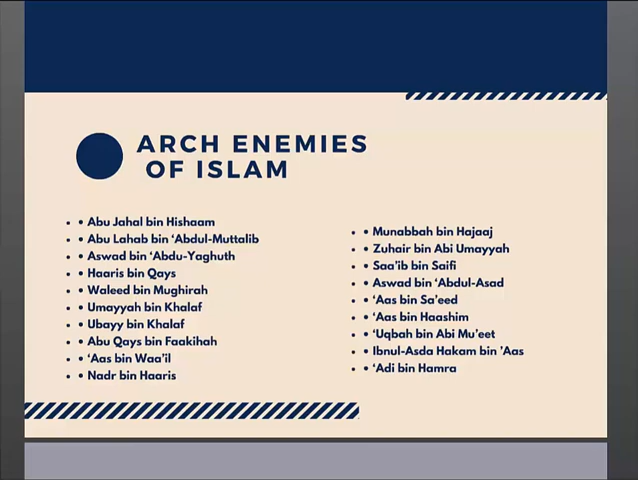 ARCH ENEMIES
OF ISLAM
• • Abu Jahal bin Hishaam
• • Abu Lahab bin ‘Abdul-Muttalib
• • Aswad bin ‘Abdu-Yaghuth
• • Haaris bin Qays
• • Waleed bin Mughirah
• • Umayyah bin Khalaf
• • Ubayy bin Khalaf
• • Abu Qays bin Faakihah
• • ‘Aas bin Waa’il
• • Nadr bin Haaris
• • Munabbah bin Hajaaj
• • Zuhair bin Abi Umayyah
• • Saa’ib bin Saifi
• • Aswad bin ‘Abdul-Asad
• • ‘Aas bin Sa’eed
• • ‘Aas bin Haashim
• • ‘Uqbah bin Abi Mu’eet
• • Ibnul-Asda Hakam bin ’Aas
• • ‘Adi bin Hamra